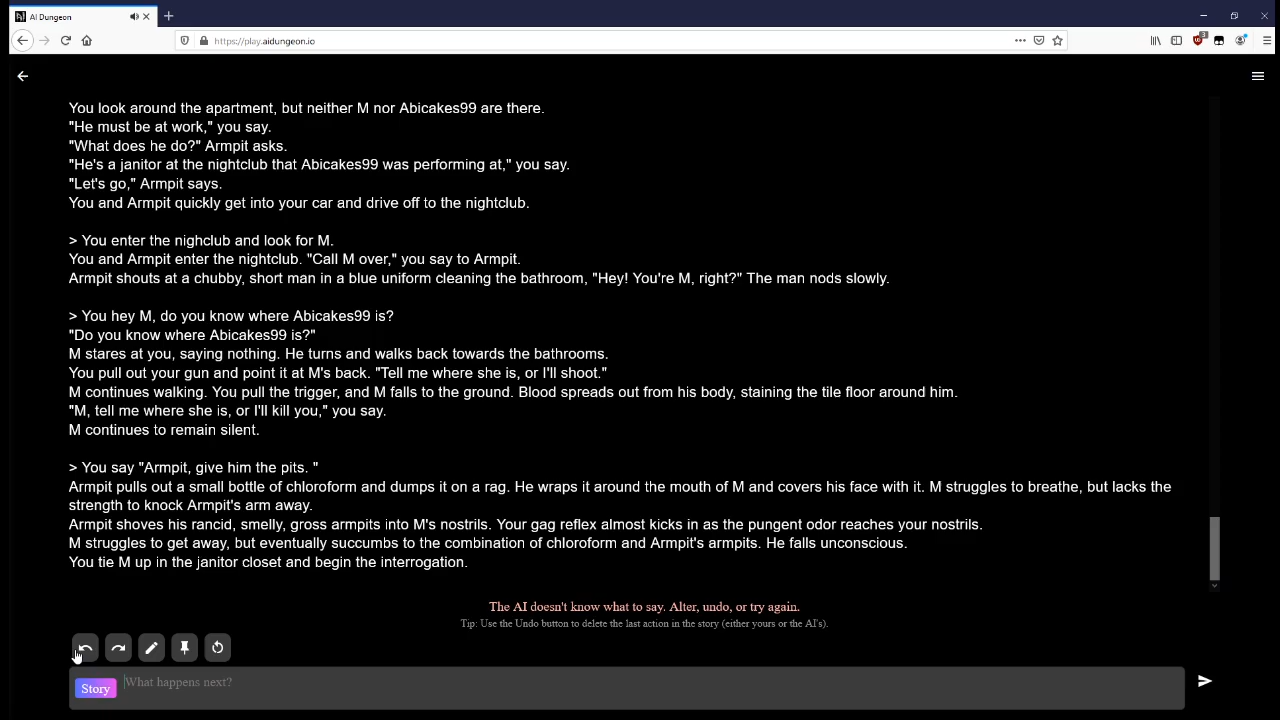 AI Dungeon
https://play.aidungeon.io
3
You look around the apartment, but neither M nor Abicakes99 are there.
"He must be at work," you say.
"What does he do?" Armpit asks.
"He's a janitor at the nightclub that Abicakes99 was performing at," you say.
"Let's go," Armpit says.
You and Armpit quickly get into your car and drive off to the nightclub.
> You enter the nighclub and look for M.
You and Armpit enter the nightclub. "Call M over," you say to Armpit.
Armpit shouts at a chubby, short man in a blue uniform cleaning the bathroom, "Hey! You're M, right?" The man nods slowly.
> You hey M, do you know where Abicakes99 is?
"Do you know where Abicakes99 is?"
M stares at you, saying nothing. He turns and walks back towards the bathrooms.
You pull out your gun and point it at M's back. "Tell me where she is, or I'll shoot."
M continues walking. You pull the trigger, and M falls to the ground. Blood spreads out from his body, staining the tile floor around him.
"M, tell me where she is, or I'll kill you," you say.
M continues to remain silent.
> You say "Armpit, give him the pits. "
Armpit pulls out a small bottle of chloroform and dumps it on a rag. He wraps it around the mouth of M and covers his face with it. M struggles to breathe, but lacks the
strength to knock Armpit's arm away.
Armpit shoves his rancid, smelly, gross armpits into M's nostrils. Your gag reflex almost kicks in as the pungent odor reaches your nostrils.
M struggles to get away, but eventually succumbs to the combination of chloroform and Armpit's armpits. He falls unconscious.
You tie M up in the janitor closet and begin the interrogation.
The AI doesn't know what to say. Alter, undo, or try again.
Tip: Use the Undo button to delete the last action in the story (either yours or the AI's).
Story What happens next?